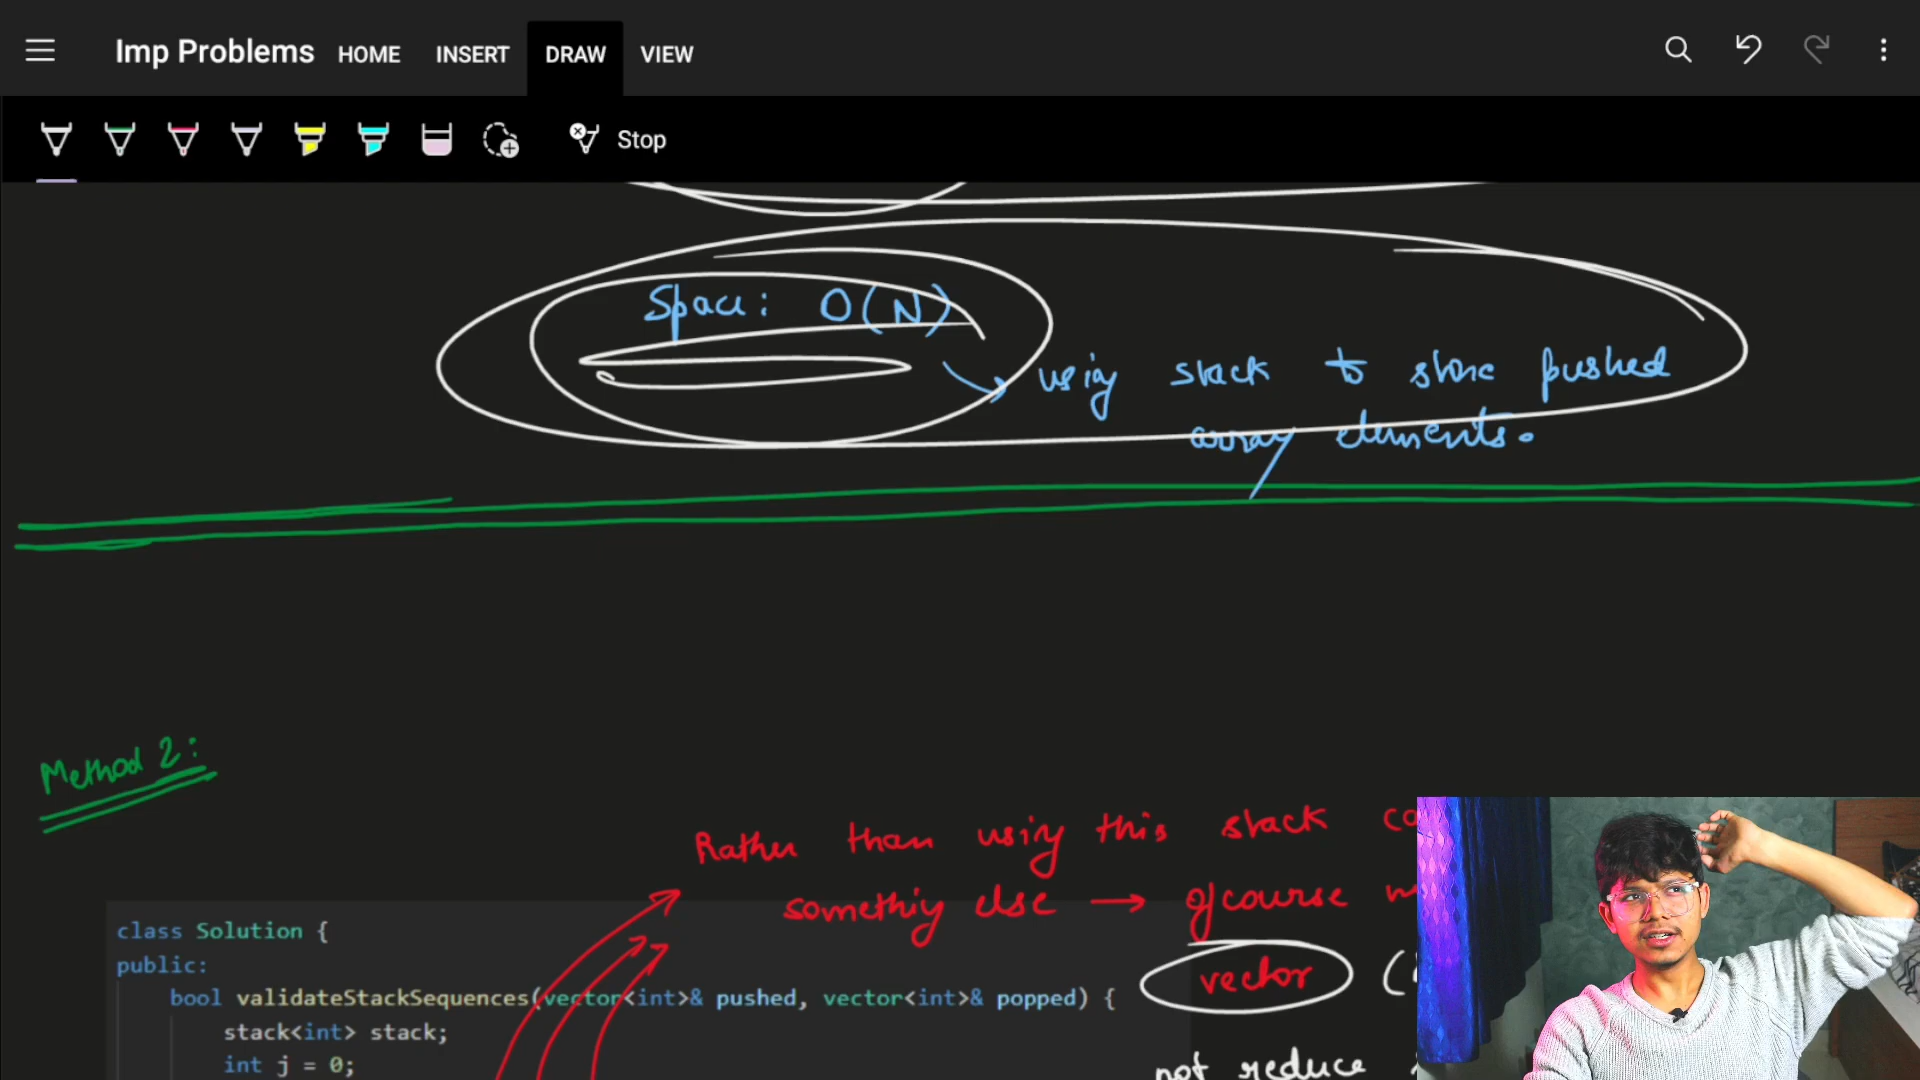 Imp Problems HOME INSERT DRAW VIEW
Stop
Space: O(N)
using stack to store pushed
array elements.
Method 2:
Rather than using this stack
something else → ofcourse
vector
class Solution {
public:
bool validateStackSequences(vector<int>& pushed, vector<int>& popped) {
stack<int> stack;
int j = 0;
not reduce